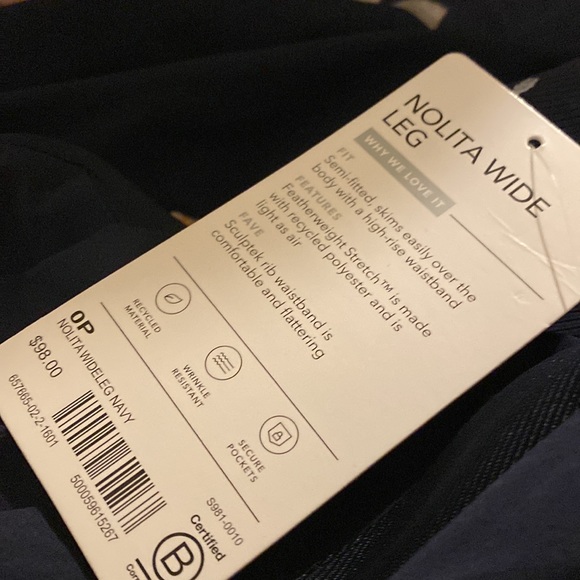 NOLITA WIDE
LEG
WHY WE LOVE IT
FIT
Semi-fitted, skims easily over the
body with a high-rise waistband
FEATURES
Featherweight Stretch™ is made
with recycled polyester and is
light as air
FAVE
Sculptek rib waistband is
comfortable and flattering
RECYCLED
MATERIAL
WRINKLE
RESISTANT
SECURE
POCKETS
0P
NOLITA WIDELEG NAVY
$98.00
657665-02-2-1601
500059615267
S981-0010
Certified
B